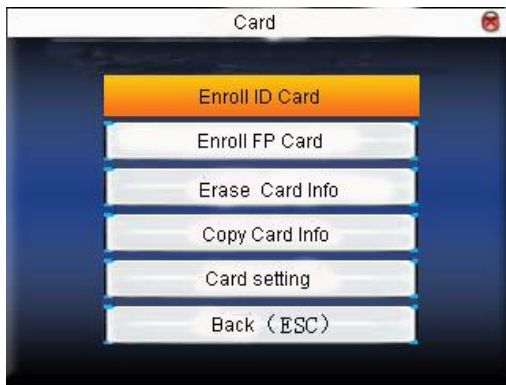 Card
Enroll ID Card
Enroll FP Card
Erase Card Info
Copy Card Info
Card setting
Back（ESC）